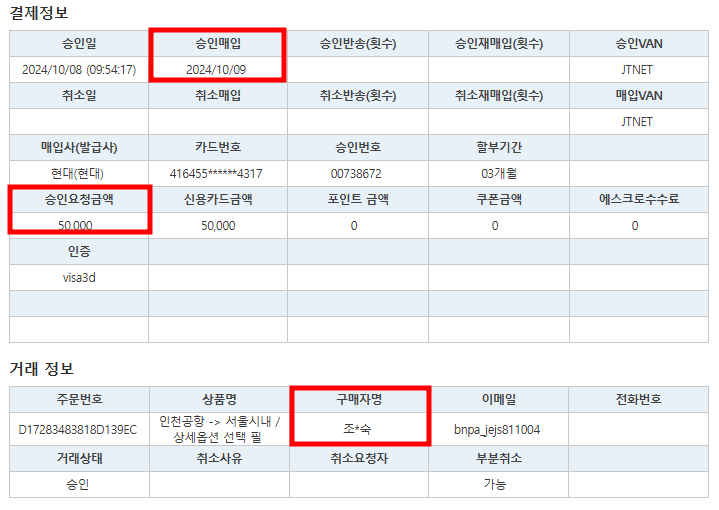 결제정보
승인일 승인매입 승인반송(횟수) 승인재매입(횟수) 승인VAN
2024/10/08 (09:54:17) 2024/10/09 JTNET
취소일 취소매입 취소반송(횟수) 취소재매입(횟수) 매입VAN
JTNET
매입사(발급사) 카드번호 승인번호 할부기간
현대(현대) 416455******4317 00738672 03개월
승인요청금액 신용카드금액 포인트 금액 쿠폰금액 에스크로수수료
50,000 50,000 0 0 0
인증
visa3d
거래 정보
주문번호 상품명 구매자명 이메일 전화번호
D17283483818D139EC 인천공항 -> 서울시내 / 조*숙 bnpa_jejs811004
상세옵션 선택 필
거래상태 취소사유 취소요청자 부분취소
승인 가능